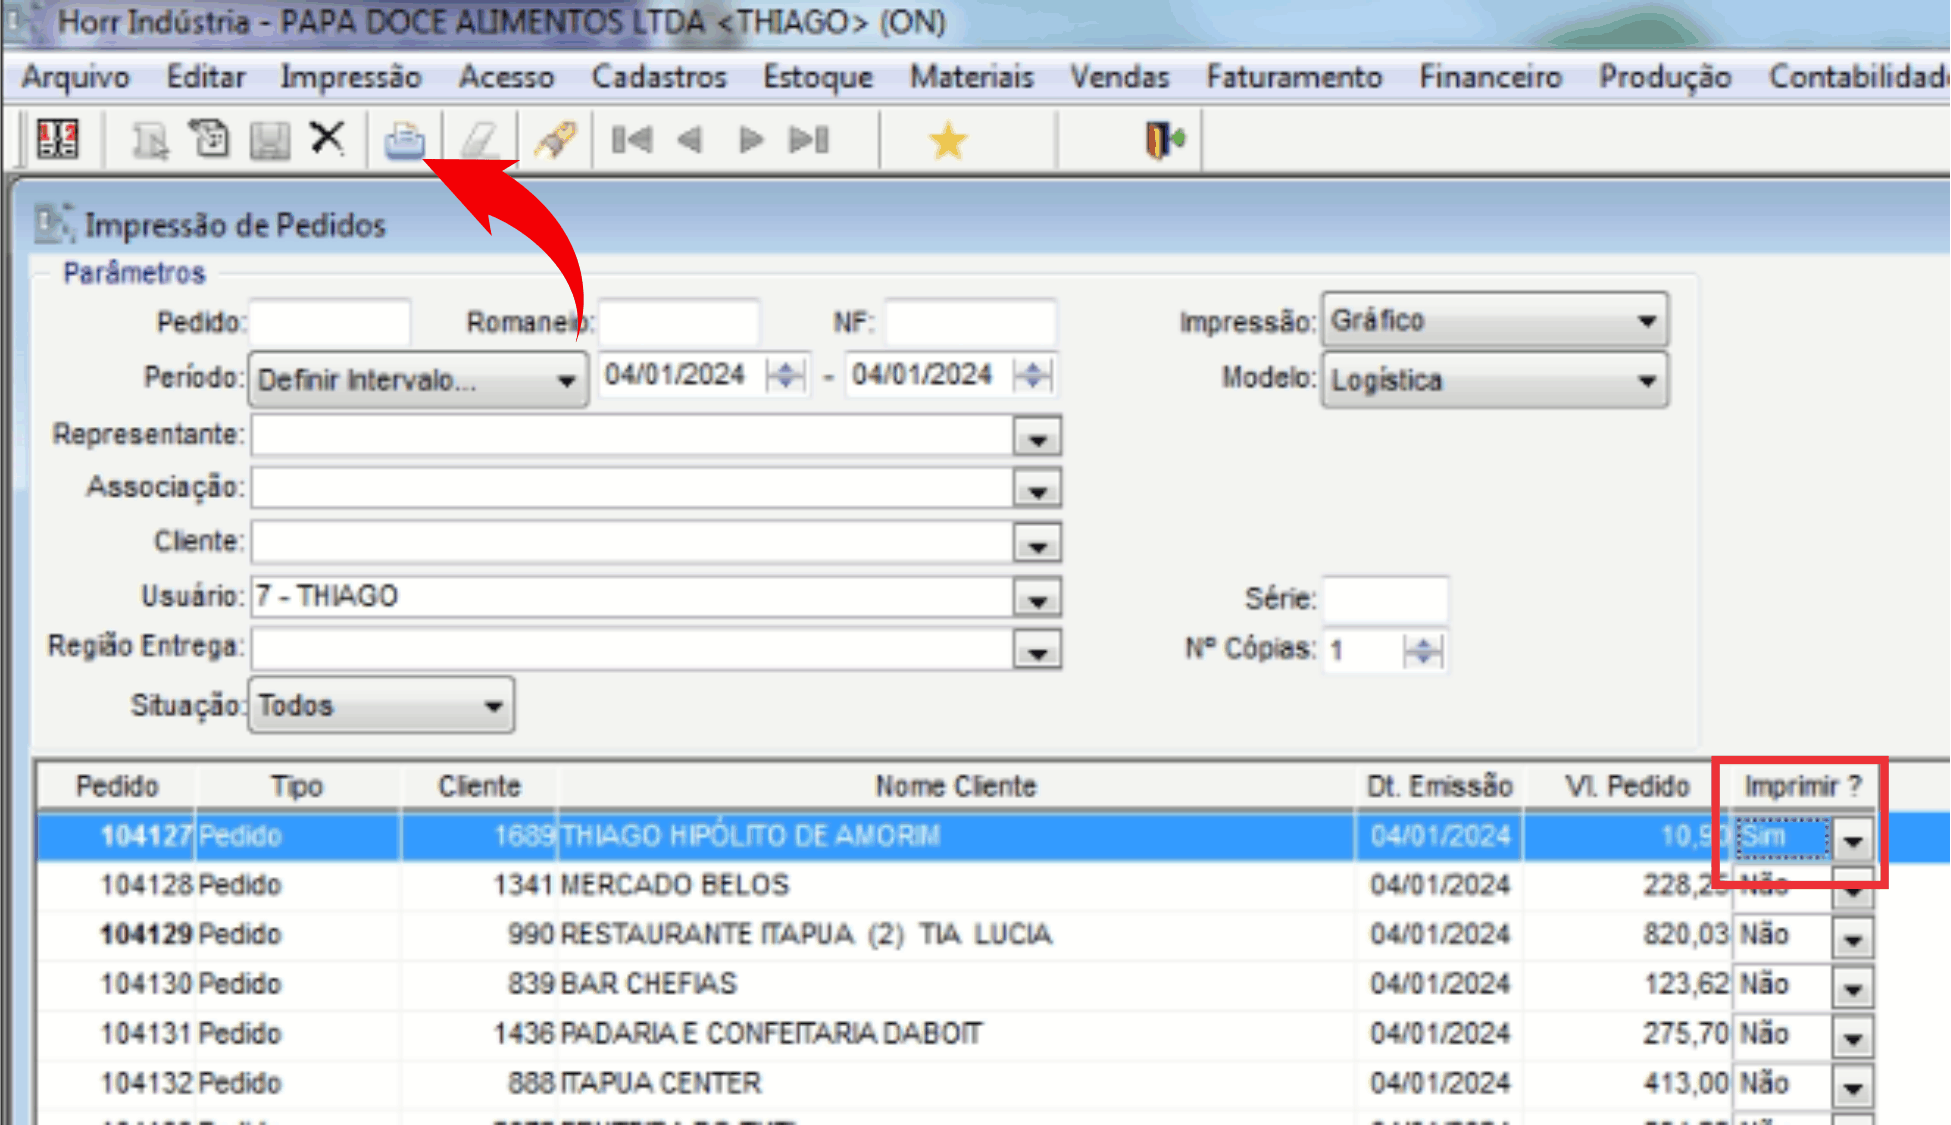 Horr Indústria - PAPA DOCE ALIMENTOS LTDA <THIAGO> (ON)
Arquivo Editar Impressão Acesso Cadastros Estoque Materiais Vendas Faturamento Financeiro Produção Contabilidad
Impressão de Pedidos
Parâmetros
Pedido: Romaneio: NF: Impressão: Gráfico
Período: Definir Intervalo... 04/01/2024 - 04/01/2024 Modelo: Logística
Representante:
Associação:
Cliente:
Usuário: 7 - THIAGO Série:
Região Entrega: Nº Cópias: 1
Situação: Todos
Pedido Tipo Cliente Nome Cliente Dt. Emissão Vl. Pedido Imprimir ?
104127 Pedido 1689 THIAGO HIPÓLITO DE AMORIM 04/01/2024 10,90 Sim
104128 Pedido 1341 MERCADO BELOS 04/01/2024 Não
104129 Pedido 990 RESTAURANTE ITAPUA (2) TIA LUCIA 04/01/2024 820,03 Não
104130 Pedido 839 BAR CHEFIAS 04/01/2024 123,62 Não
104131 Pedido 1436 PADARIA E CONFEITARIA DABOIT 04/01/2024 275,70 Não
104132 Pedido 888 ITAPUA CENTER 04/01/2024 413,00 Não